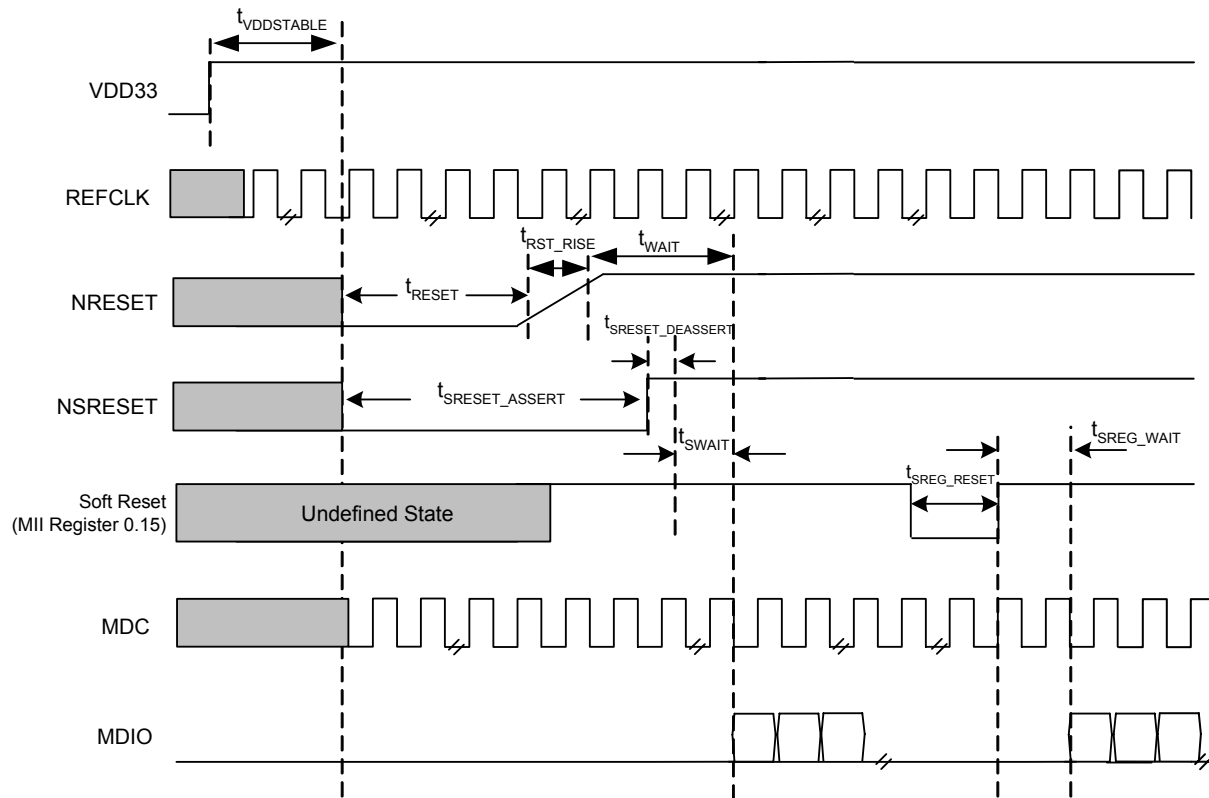 tVDDSTABLE
VDD33
REFCLK
tRST_RISE
tWAIT
NRESET
tRESET
tSRESET_DEASSERT
NSRESET
tSRESET_ASSERT
tSWAIT
tSREG_WAIT
tSREG_RESET
Soft Reset
(MII Register 0.15)
Undefined State
MDC
MDIO